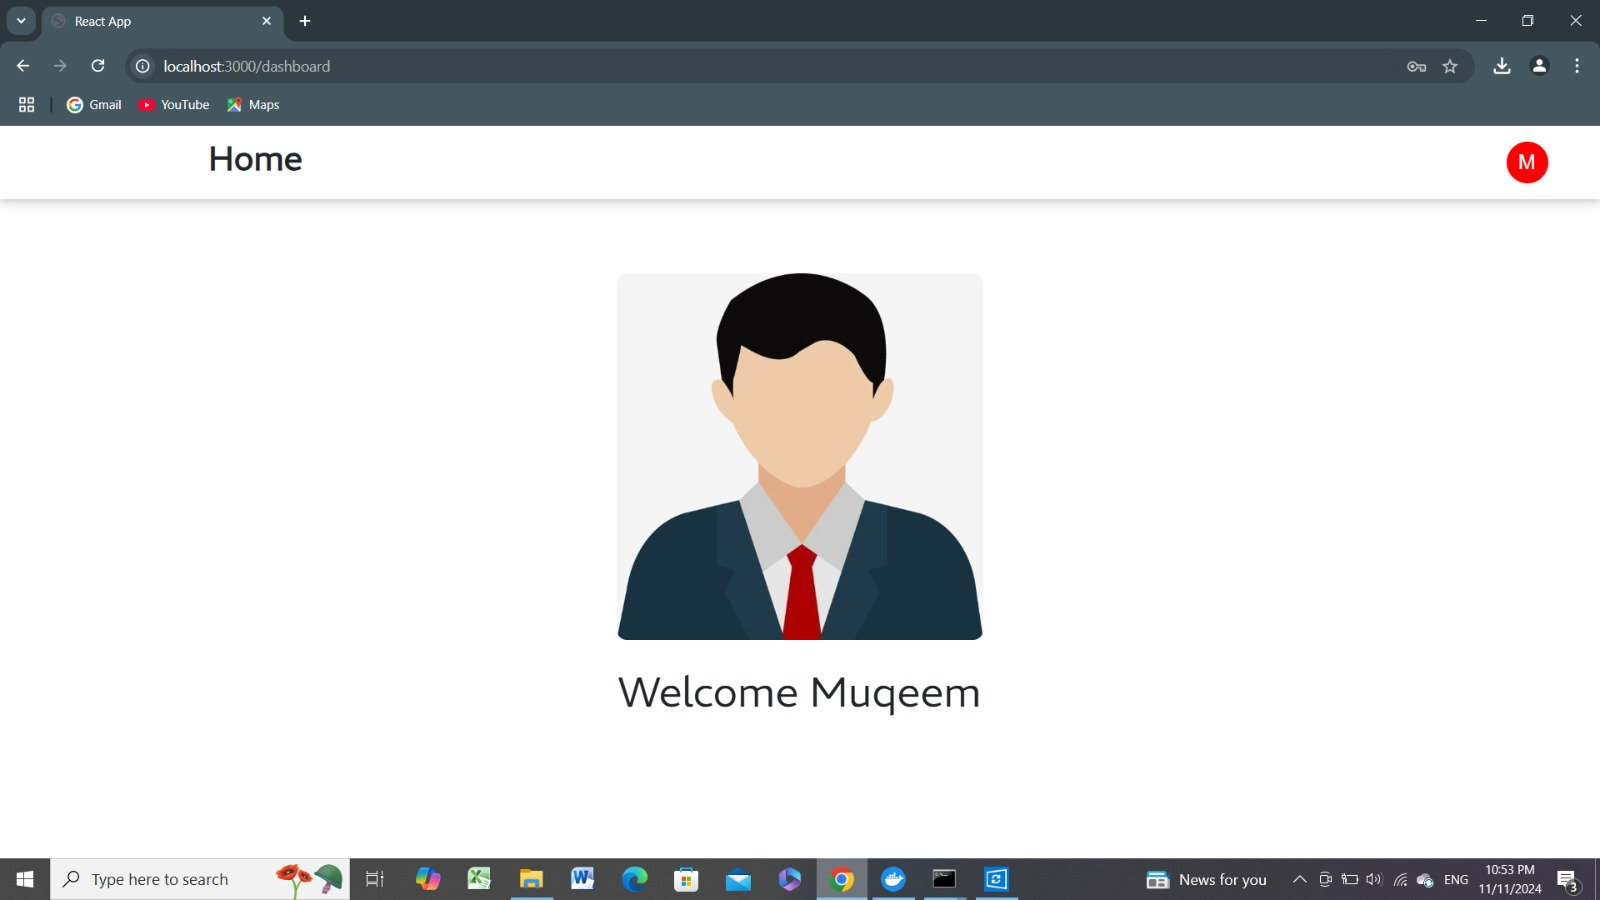 React App
localhost:3000/dashboard
Gmail YouTube Maps
Home
M
Welcome Muqeem
Type here to search
News for you
ENG
10:53 PM
11/11/2024
3